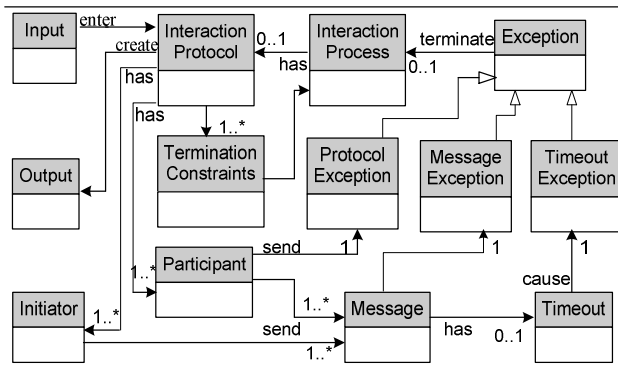 Input
enter
Interaction
Protocol
0..1
Interaction
Process
has
terminate
0..1
Exception
create
has
has
1..*
Output
Termination
Constraints
Protocol
Exception
Message
Exception
Timeout
Exception
send
1
1
1
1..*
Participant
1..*
cause
Initiator
1..*
send
1..*
Message
has
0..1
Timeout